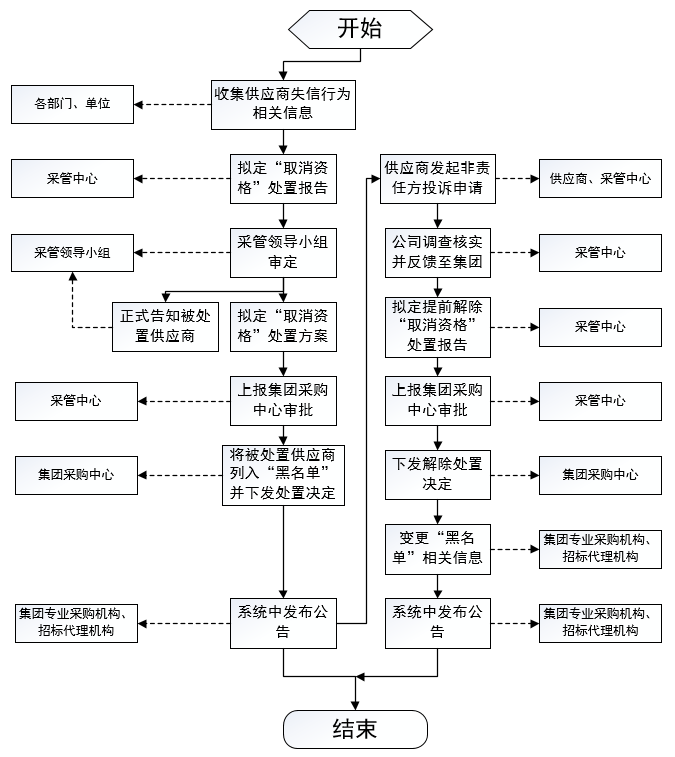 开始
各部门、单位
收集供应商失信行为
相关信息
采管中心
拟定“取消资
格”处置报告
采管领导小组
采管领导小组
审定
正式告知被处
置供应商
拟定“取消资
格”处置方案
采管中心
上报集团采购
中心审批
集团采购中心
将被处置供应商
列入“黑名单”
并下发处置决定
集团专业采购机构、
招标代理机构
系统中发布公
告
供应商发起非责
任方投诉申请
供应商、采管中心
公司调查核实
并反馈至集团
采管中心
拟定提前解除
“取消资格”
处置报告
采管中心
上报集团采购
中心审批
采管中心
下发解除处置
决定
集团采购中心
变更“黑名
单”相关信息
集团专业采购机构、
招标代理机构
系统中发布公
告
集团专业采购机构、
招标代理机构
结束